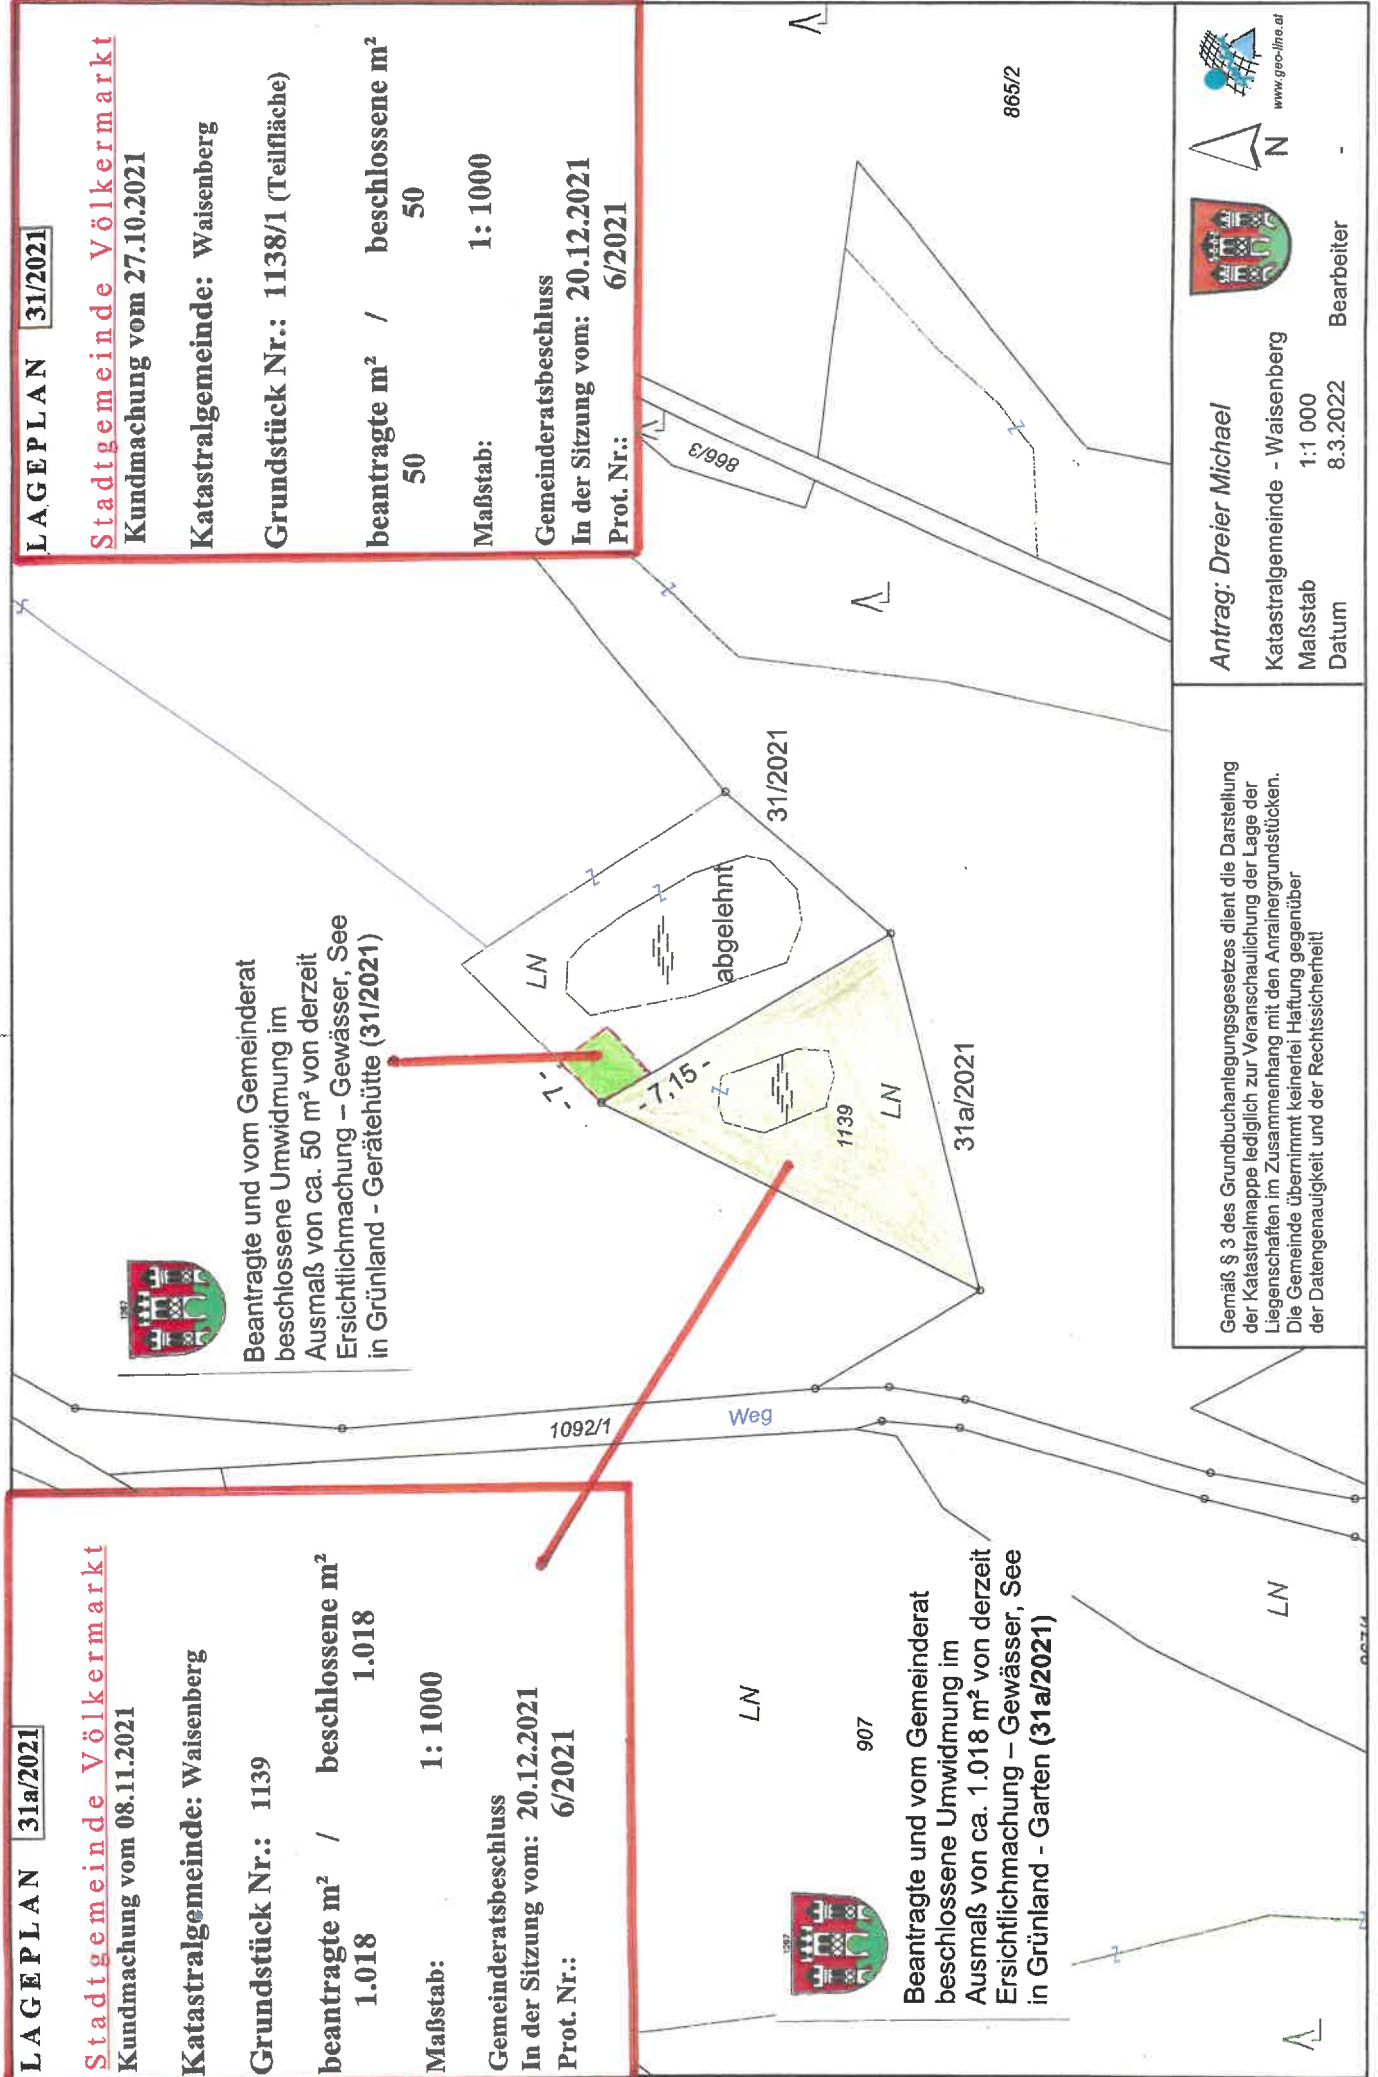 LAGEPLAN 31a/2021
Stadtgemeinde Völkermarkt
Kundmachung vom 08.11.2021
Katastralgemeinde: Waisenberg
Grundstück Nr.: 1139
beantragte m² / beschlossene m²
1.018 1.018
Maßstab: 1: 1000
Gemeinderatsbeschluss
In der Sitzung vom: 20.12.2021
Prot. Nr.: 6/2021
LAGEPLAN 31/2021
Stadtgemeinde Völkermarkt
Kundmachung vom 27.10.2021
Katastralgemeinde: Waisenberg
Grundstück Nr.: 1138/1 (Teilfläche)
beantragte m² / beschlossene m²
50 50
Maßstab: 1: 1000
Gemeinderatsbeschluss
In der Sitzung vom: 20.12.2021
Prot. Nr.: 6/2021
1267
Beantragte und vom Gemeinderat
beschlossene Umwidmung im
Ausmaß von ca. 50 m² von derzeit
Ersichtlichmachung – Gewässer, See
in Grünland - Gerätehütte (31/2021)
LN
- 7 -
- 7,15 -
abgelehnt
31/2021
1139
LN
31a/2021
1092/1
Weg
866/3
865/2
LN
907
1267
Beantragte und vom Gemeinderat
beschlossene Umwidmung im
Ausmaß von ca. 1.018 m² von derzeit
Ersichtlichmachung – Gewässer, See
in Grünland - Garten (31a/2021)
LN
Gemäß § 3 des Grundbuchanlegungsgesetzes dient die Darstellung
der Katastralmappe lediglich zur Veranschaulichung der Lage der
Liegenschaften im Zusammenhang mit den Anrainergrundstücken.
Die Gemeinde übernimmt keinerlei Haftung gegenüber
der Datengenauigkeit und der Rechtssicherheit!
Antrag: Dreier Michael
Katastralgemeinde - Waisenberg
Maßstab 1:1 000
Datum 8.3.2022 Bearbeiter -
N
www.geo-line.at